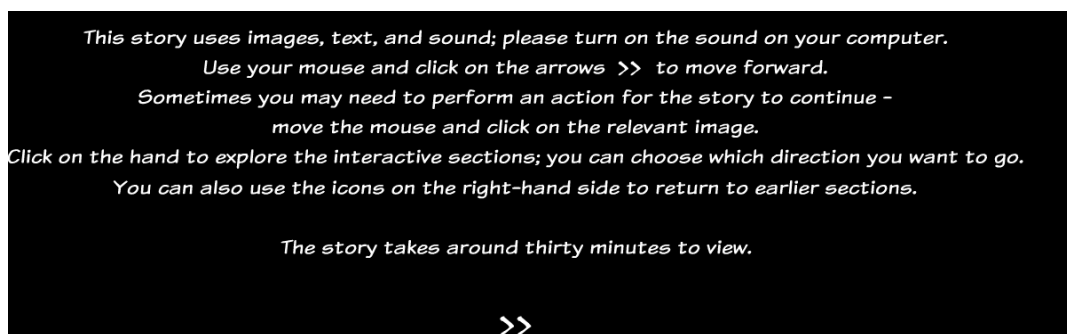 This story uses images, text, and sound; please turn on the sound on your computer.
Use your mouse and click on the arrows >> to move forward.
Sometimes you may need to perform an action for the story to continue -
move the mouse and click on the relevant image.
Click on the hand to explore the interactive sections; you can choose which direction you want to go.
You can also use the icons on the right-hand side to return to earlier sections.
The story takes around thirty minutes to view.
>>